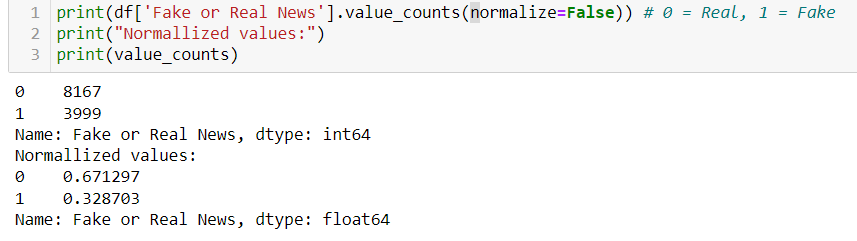 1 print(df['Fake or Real News'].value_counts(normalize=False)) # 0 = Real, 1 = Fake
2 print("Normallized values:")
3 print(value_counts)
0    8167
1    3999
Name: Fake or Real News, dtype: int64
Normallized values:
0    0.671297
1    0.328703
Name: Fake or Real News, dtype: float64